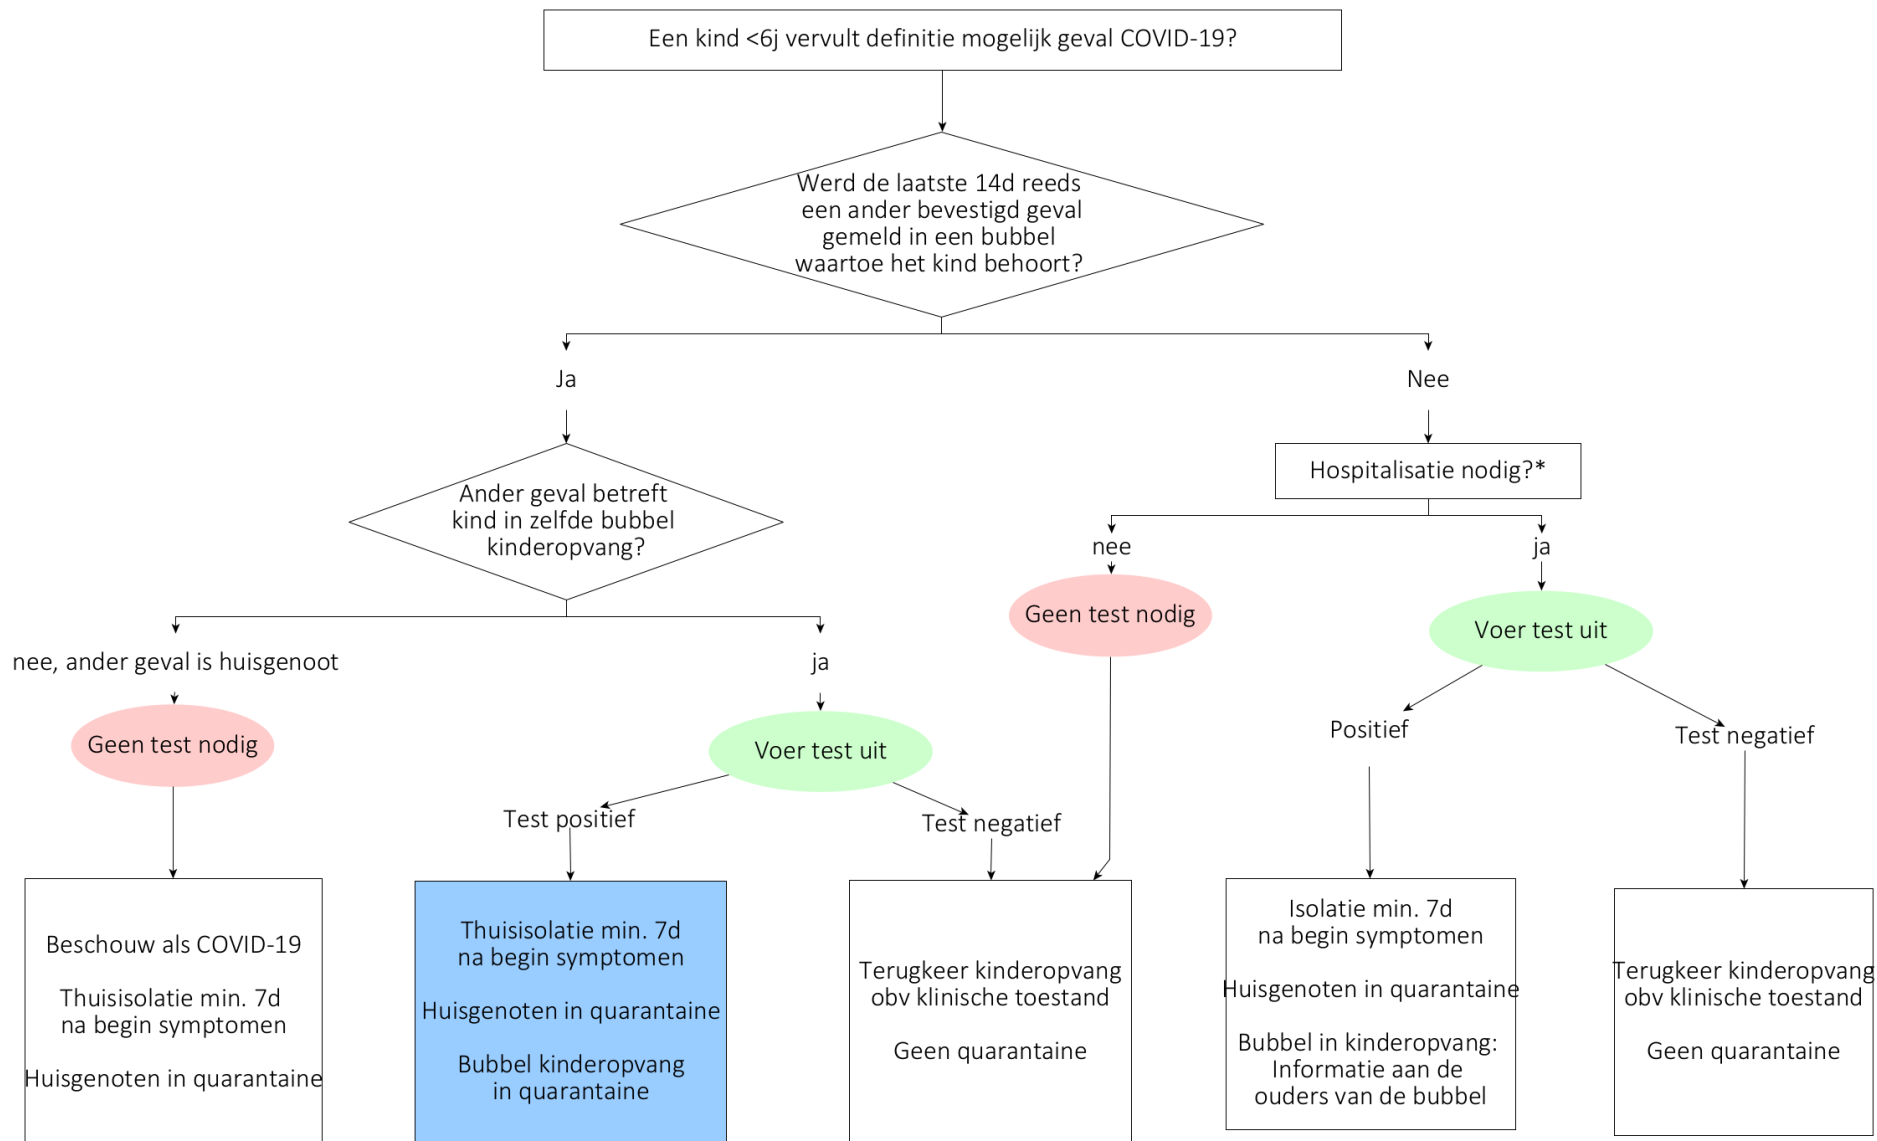 Een kind <6j vervult definitie mogelijk geval COVID-19?
Werd de laatste 14d reeds
een ander bevestigd geval
gemeld in een bubbel
waartoe het kind behoort?
Ja
Nee
Hospitalisatie nodig?*
Ander geval betreft
kind in zelfde bubbel
kinderopvang?
nee
ja
Geen test nodig
Voer test uit
nee, ander geval is huisgenoot
ja
Geen test nodig
Voer test uit
Positief
Test negatief
Test positief
Test negatief
Beschouw als COVID-19
Thuisisolatie min. 7d
na begin symptomen
Huisgenoten in quarantaine
Thuisisolatie min. 7d
na begin symptomen
Huisgenoten in quarantaine
Bubbel kinderopvang
in quarantaine
Terugkeer kinderopvang
obv klinische toestand
Geen quarantaine
Isolatie min. 7d
na begin symptomen
Huisgenoten in quarantaine
Bubbel in kinderopvang:
Informatie aan de
ouders van de bubbel
Terugkeer kinderopvang
obv klinische toestand
Geen quarantaine